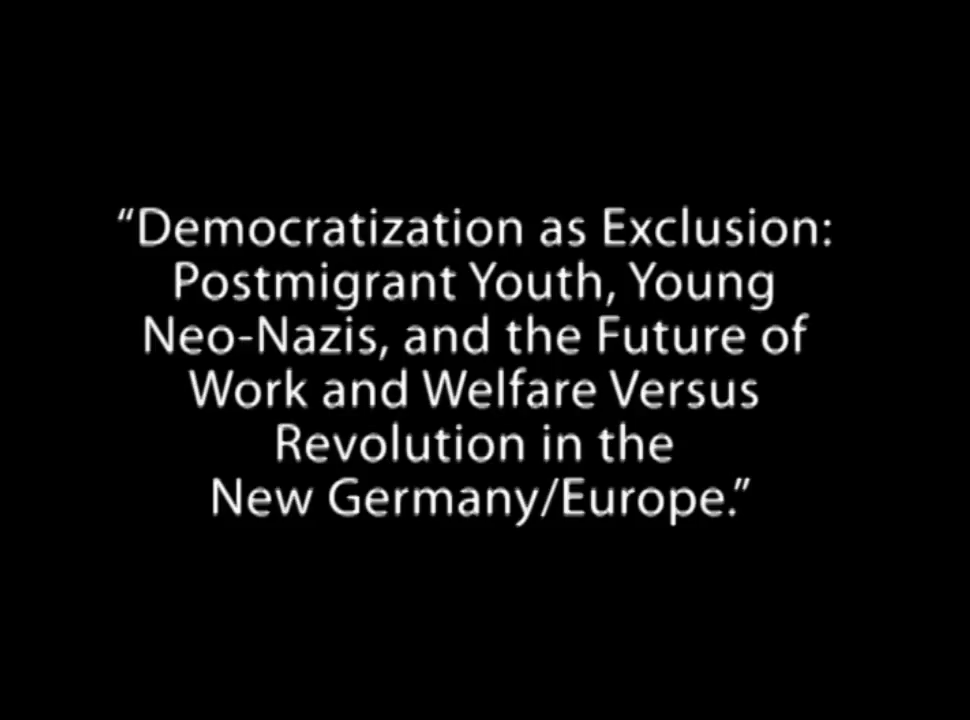 “Democratization as Exclusion:
Postmigrant Youth, Young
Neo-Nazis, and the Future of
Work and Welfare Versus
Revolution in the
New Germany/Europe.”